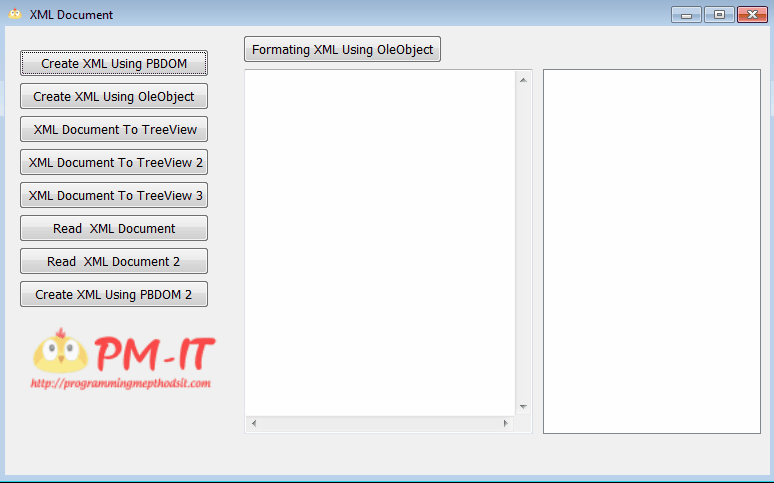 XML Document
Formating XML Using OleObject
Create XML Using PBDOM
Create XML Using OleObject
XML Document To TreeView
XML Document To TreeView 2
XML Document To TreeView 3
Read  XML Document
Read  XML Document 2
Create XML Using PBDOM 2
PM-IT
http://programmingmepthodsit.com